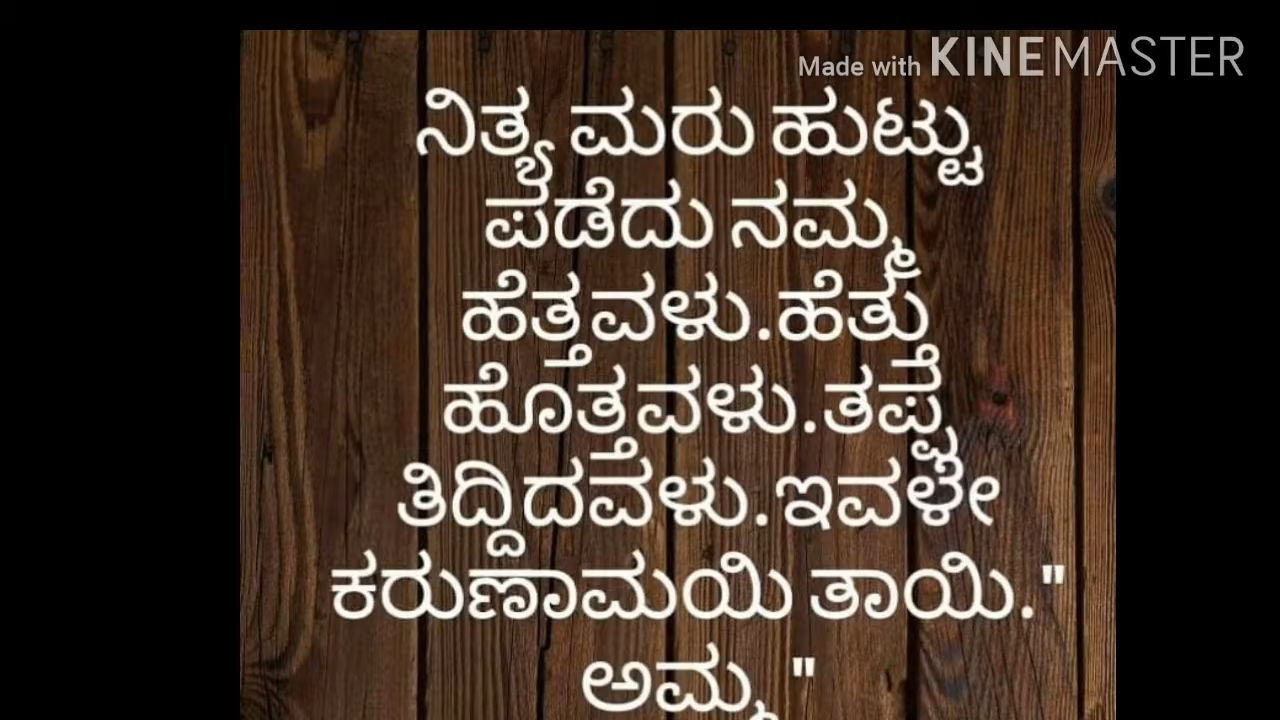 Made with KINEMASTER
ನಿತ್ಯ ಮರು ಹುಟ್ಟು
ಪಡೆದು ನಮ್ಮ
ಹೆತ್ತವಳು.ಹೆತ್ತು
ಹೊತ್ತವಳು.ತಪ್ಪ
ತಿದ್ದಿದವಳು.ಇವಳೇ
ಕರುಣಾಮಯಿ ತಾಯಿ."
ಅಮ್ಮ "